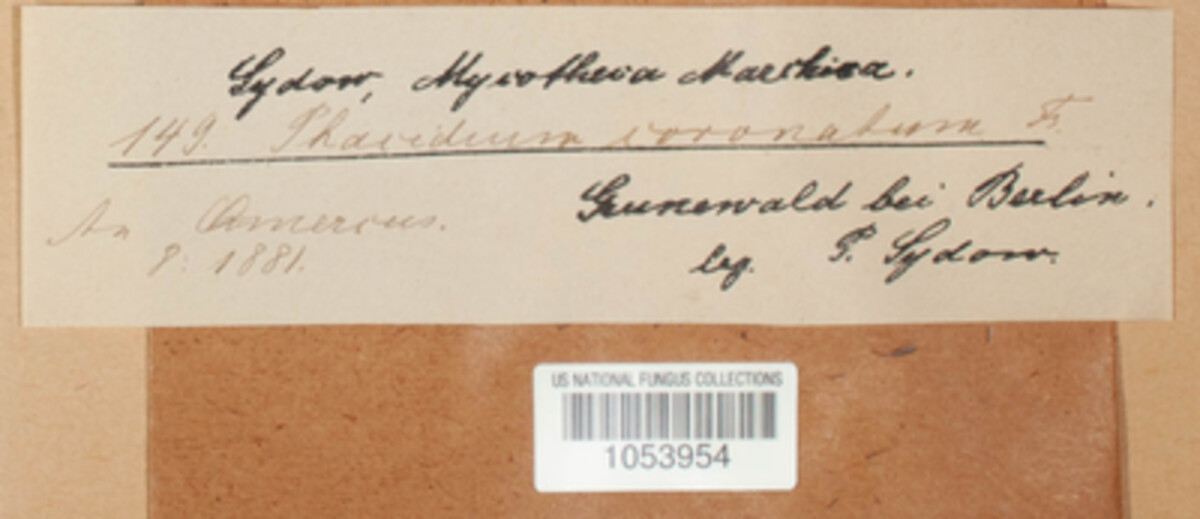 Sydow, Mycotheca Marchica.
149. Phacidium coronatum Fr.
An Quercus.
Grunewald bei Berlin.
8. 1881.
leg. P. Sydow.
US NATIONAL FUNGUS COLLECTIONS
1053954